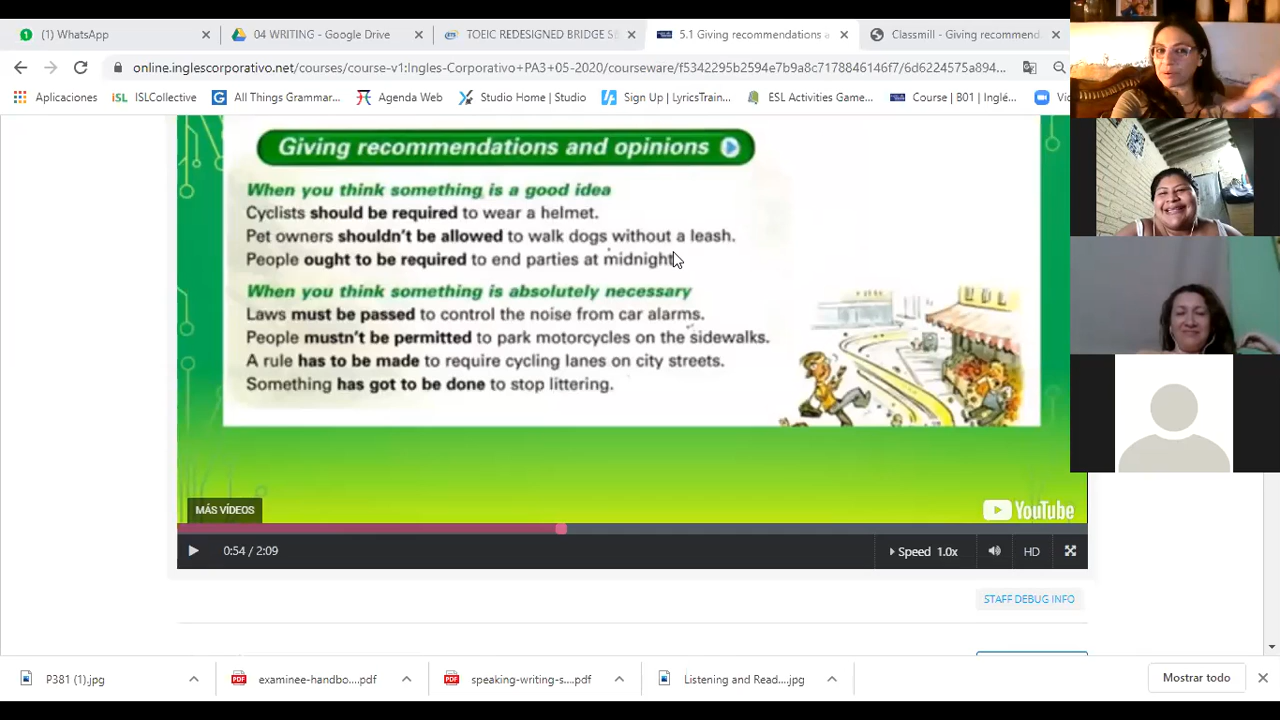 (1) WhatsApp
04 WRITING - Google Drive
TOEIC REDESIGNED BRIDGE S
5.1 Giving recommendations a
Classmill - Giving recommend
online.inglescorporativo.net/courses/course-v1:Ingles-Corporativo+PA3+05-2020/courseware/f5342295b2594e7b9a8c7178846146f7/6d6224575a894...
Aplicaciones
iSL ISLCollective
All Things Grammar...
Agenda Web
Studio Home | Studio
Sign Up | LyricsTrain...
ESL Activities Game...
Course | B01 | Inglé...
Giving recommendations and opinions
When you think something is a good idea
Cyclists should be required to wear a helmet.
Pet owners shouldn't be allowed to walk dogs without a leash.
People ought to be required to end parties at midnight
When you think something is absolutely necessary
Laws must be passed to control the noise from car alarms.
People mustn't be permitted to park motorcycles on the sidewalks.
A rule has to be made to require cycling lanes on city streets.
Something has got to be done to stop littering.
MÁS VÍDEOS
YouTube
0:54 / 2:09
Speed 1.0x
HD
STAFF DEBUG INFO
P381 (1).jpg
PDF examinee-handbo....pdf
PDF speaking-writing-s....pdf
Listening and Read....jpg
Mostrar todo